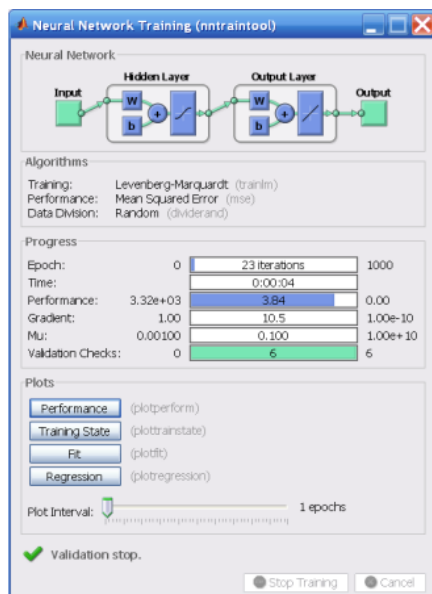 Neural Network Training (nntraintool)
Neural Network
Hidden Layer Output Layer
Input Output
W W
+ +
b b
Algorithms
Training: Levenberg-Marquardt (trainlm)
Performance: Mean Squared Error (mse)
Data Division: Random (dividerand)
Progress
Epoch: 0 23 iterations 1000
Time: 0:00:04
Performance: 3.32e+03 3.84 0.00
Gradient: 1.00 10.5 1.00e-10
Mu: 0.00100 0.100 1.00e+10
Validation Checks: 0 6 6
Plots
Performance (plotperform)
Training State (plottrainstate)
Fit (plotfit)
Regression (plotregression)
Plot Interval: 1 epochs
Validation stop.
Stop Training Cancel